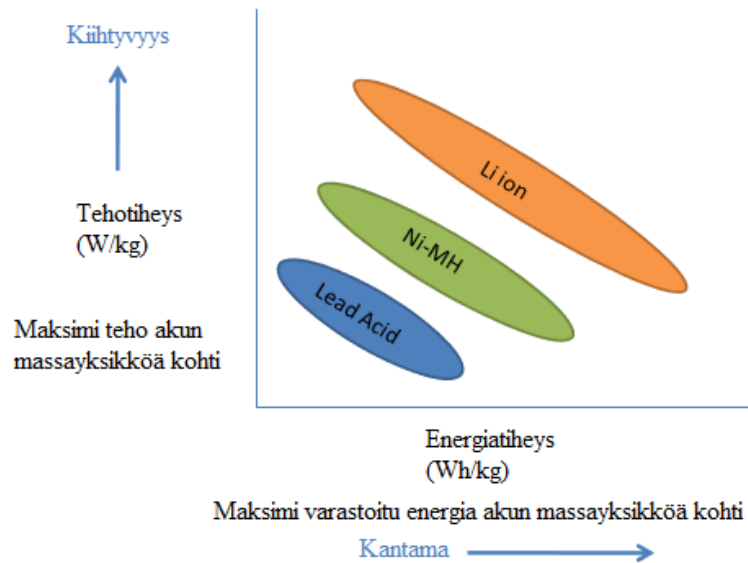 Kiihtyvyys
Tehotiheys
(W/kg)
Maksimi teho akun
massayksikköä kohti
Li ion
Ni-MH
Lead Acid
Energiatiheys
(Wh/kg)
Maksimi varastoitu energia akun massayksikköä kohti
Kantama